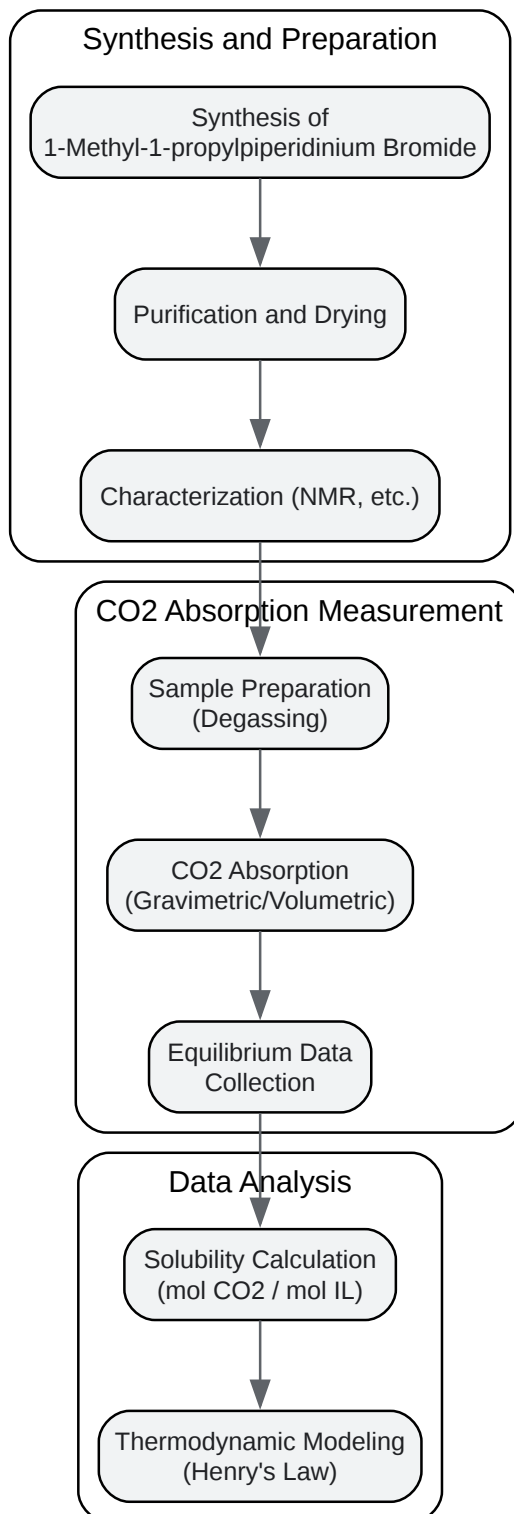 Synthesis and Preparation
Synthesis of
1-Methyl-1-propylpiperidinium Bromide
Purification and Drying
Characterization (NMR, etc.)
CO2 Absorption Measurement
Sample Preparation
(Degassing)
CO2 Absorption
(Gravimetric/Volumetric)
Equilibrium Data
Collection
Data Analysis
Solubility Calculation
(mol CO2 / mol IL)
Thermodynamic Modeling
(Henry's Law)